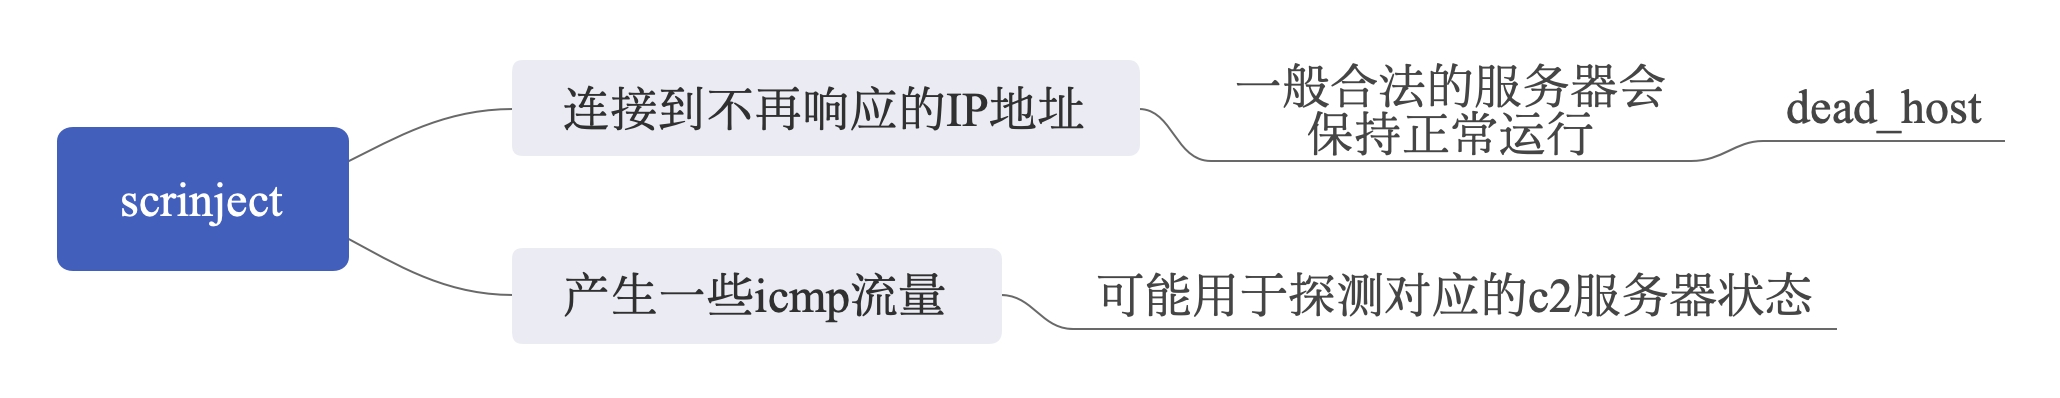 scrinject
连接到不再响应的IP地址
一般合法的服务器会
保持正常运行
dead_host
产生一些icmp流量
可能用于探测对应的c2服务器状态